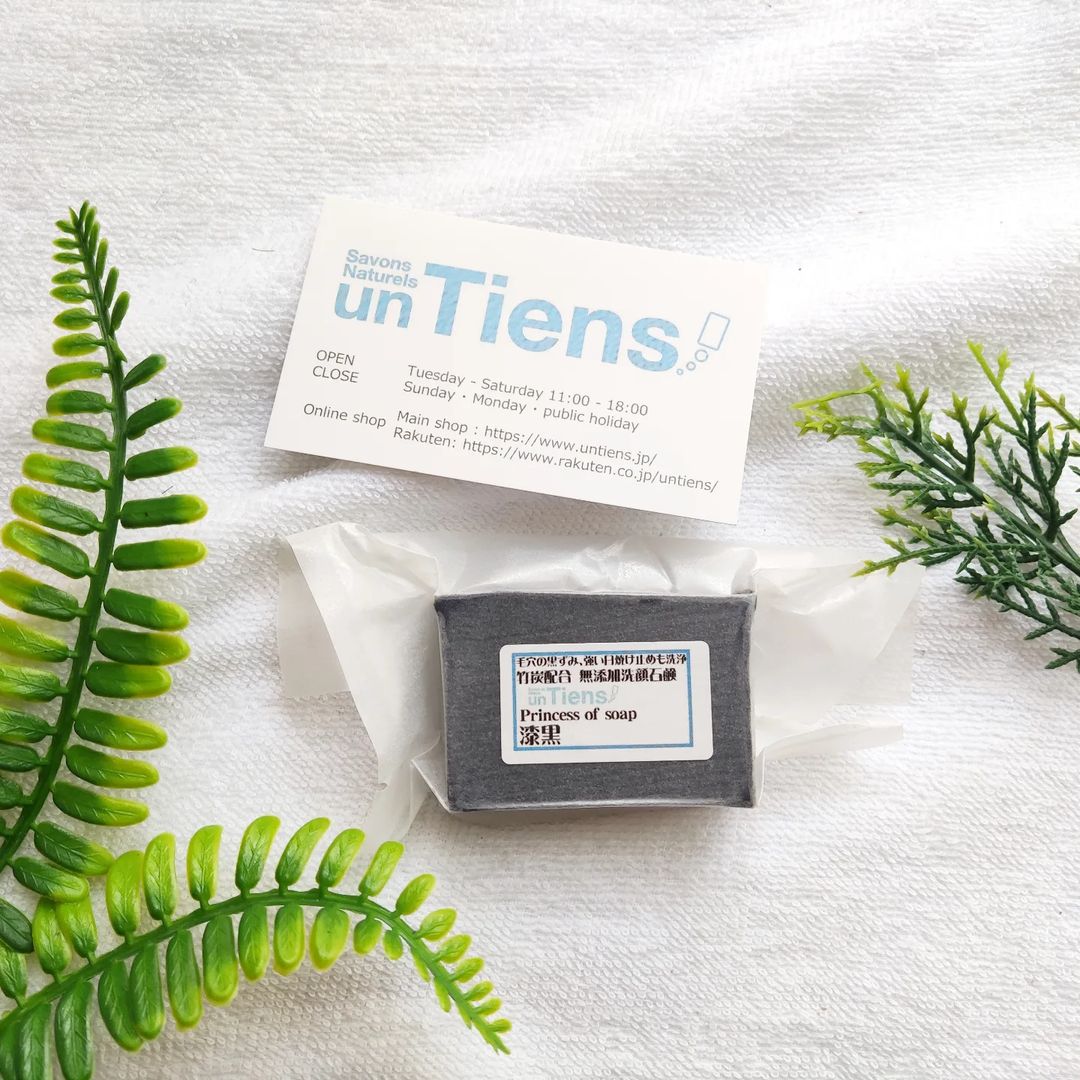 Savons
Naturels
un Tiens
OPEN Tuesday - Saturday 11:00 - 18:00
CLOSE Sunday・Monday・public holiday
Online shop Main shop : https://www.untiens.jp/
Rakuten: https://www.rakuten.co.jp/untiens/
毛穴の黒ずみ、強い日焼け止めも洗浄
竹炭配合 無添加洗顔石鹸
un Tiens
Princess of soap
漆黒